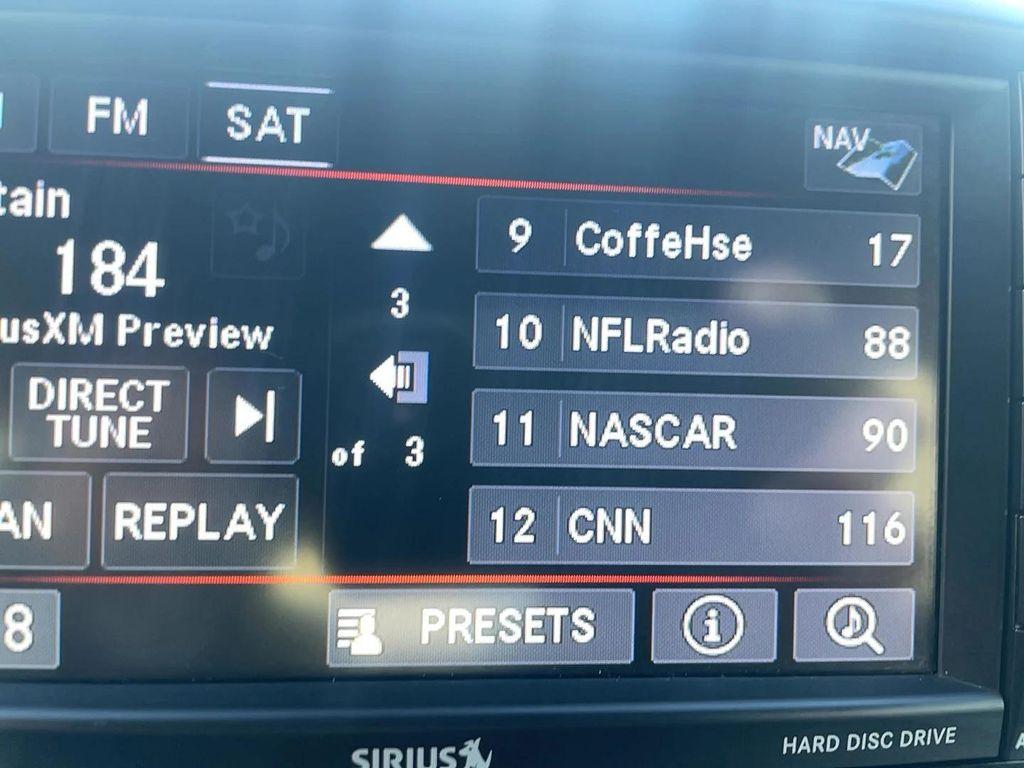 FM
SAT
NAV
tain
184
usXM Preview
DIRECT
TUNE
AN
REPLAY
8
3
of 3
9 CoffeHse 17
10 NFLRadio 88
11 NASCAR 90
12 CNN 116
PRESETS
i
SIRIUS
HARD DISC DRIVE